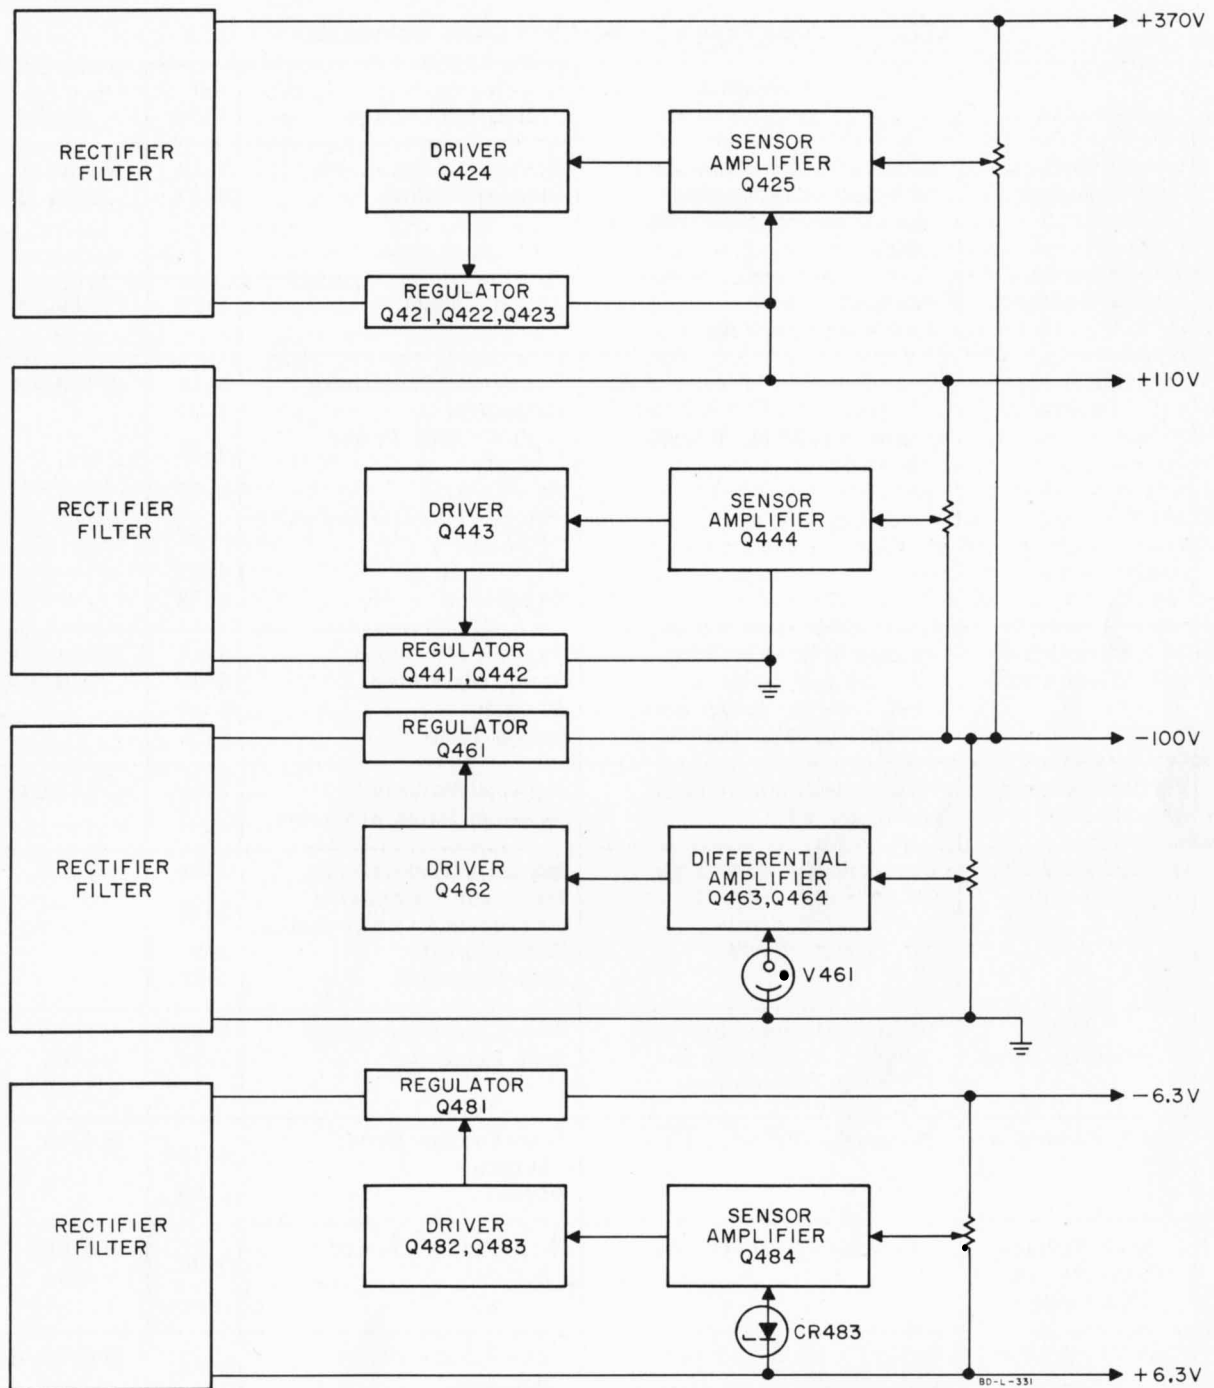 +370V
RECTIFIER
FILTER
DRIVER
Q424
SENSOR
AMPLIFIER
Q425
REGULATOR
Q421,Q422,Q423
+110V
RECTIFIER
FILTER
DRIVER
Q443
SENSOR
AMPLIFIER
Q444
REGULATOR
Q441,Q442
REGULATOR
Q461
-100V
RECTIFIER
FILTER
DRIVER
Q462
DIFFERENTIAL
AMPLIFIER
Q463,Q464
V461
REGULATOR
Q481
-6.3V
RECTIFIER
FILTER
DRIVER
Q482,Q483
SENSOR
AMPLIFIER
Q484
CR483
+6.3V
BD-L-331